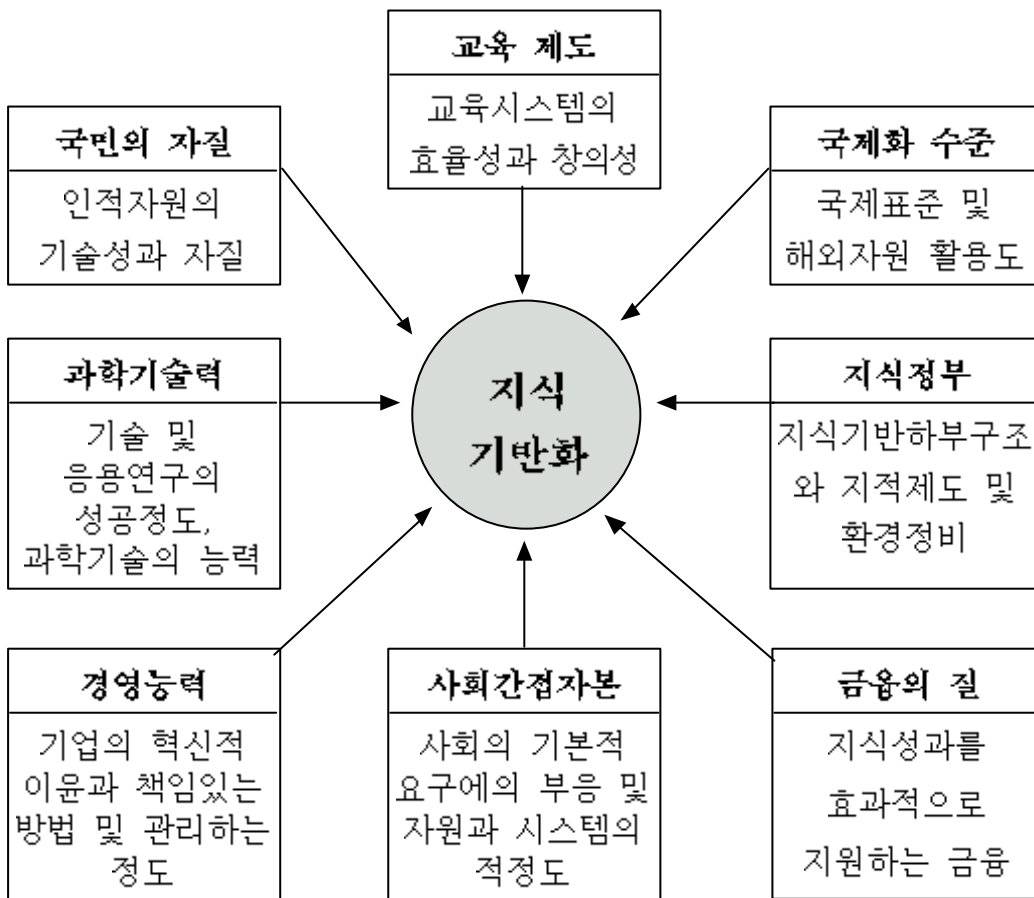 교육 제도
교육시스템의
효율성과 창의성
국민의 자질
인적자원의
기술성과 자질
국제화 수준
국제표준 및
해외자원 활용도
과학기술력
기술 및
응용연구의
성공정도,
과학기술의 능력
지식
기반화
지식정부
지식기반하부구조
와 지적제도 및
환경정비
경영능력
기업의 혁신적
이윤과 책임있는
방법 및 관리하는
정도
사회간접자본
사회의 기본적
요구에의 부응 및
자원과 시스템의
적정도
금융의 질
지식성과를
효과적으로
지원하는 금융